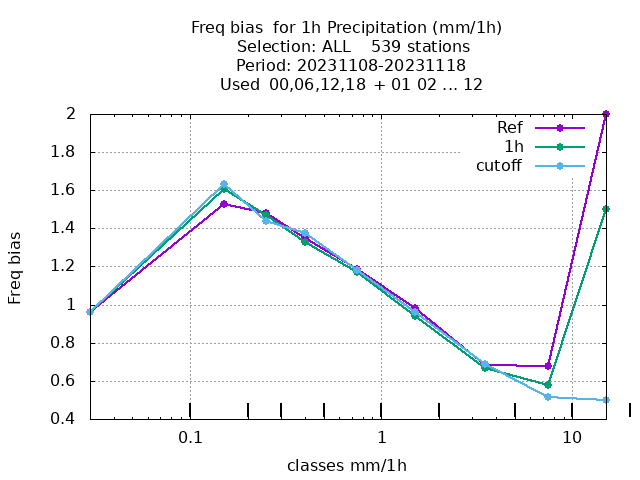 Freq bias  for 1h Precipitation (mm/1h)
Selection: ALL    539 stations
Period: 20231108-20231118
Used  00,06,12,18  + 01 02 ... 12
Ref
1h
cutoff
2
1.8
1.6
1.4
1.2
1
0.8
0.6
0.4
Freq bias
0.1
1
10
classes mm/1h